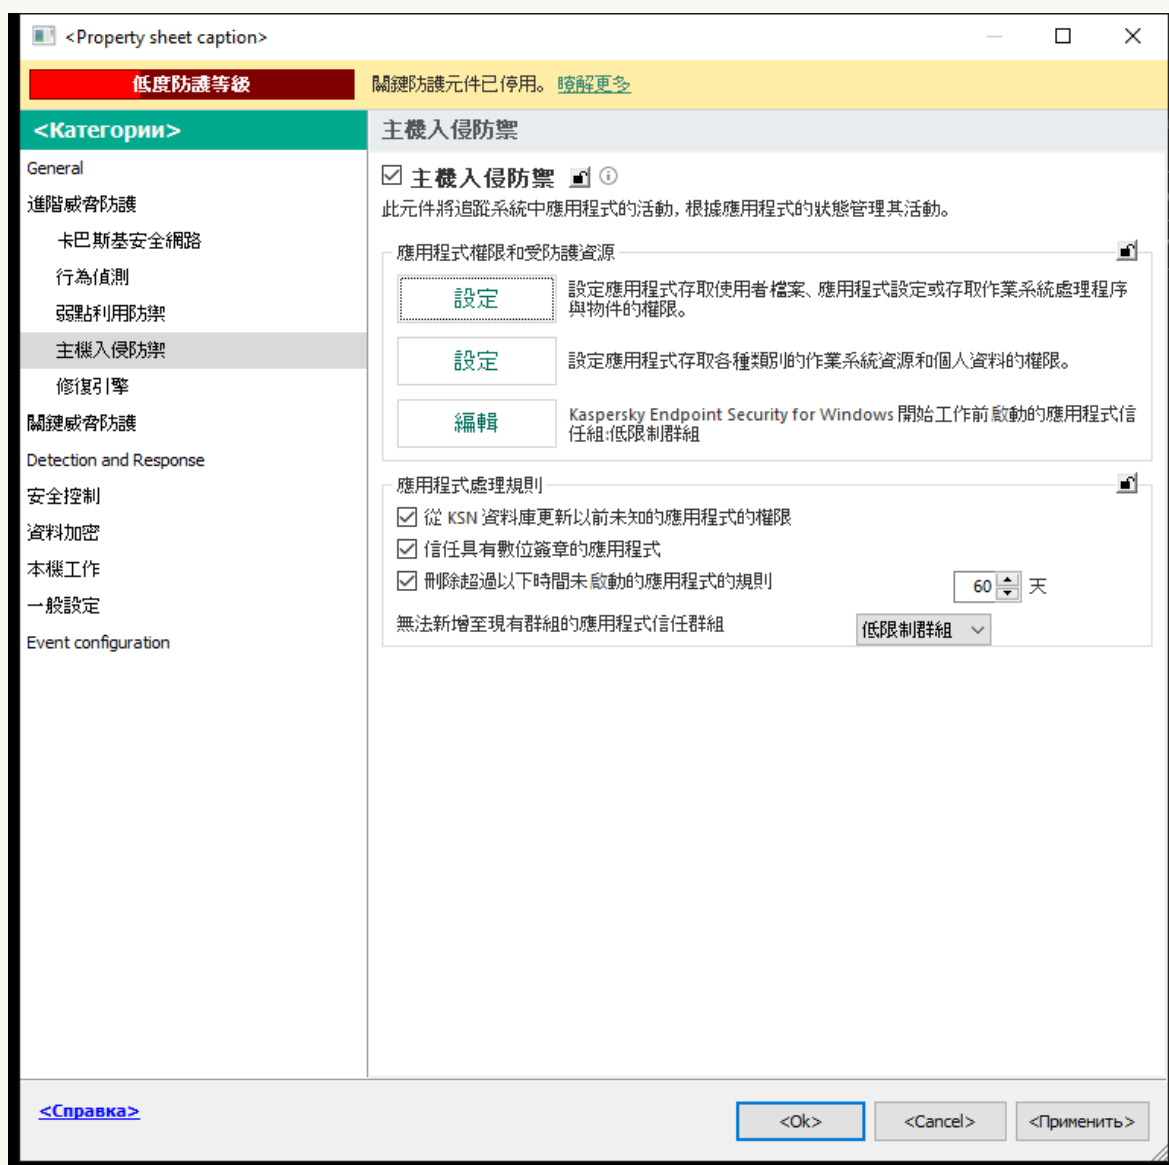 <Property sheet caption>
低度防護等級
關鍵防護元件已停用。 瞭解更多
<Категории>
General
進階威脅防護
卡巴斯基安全網路
行為偵測
弱點利用防禦
主機入侵防禦
修復引擎
關鍵威脅防護
Detection and Response
安全控制
資料加密
本機工作
一般設定
Event configuration
主機入侵防禦
主機入侵防禦
此元件將追蹤系統中應用程式的活動, 根據應用程式的狀態管理其活動。
應用程式權限和受防護資源
設定
設定應用程式存取使用者檔案、應用程式設定或存取作業系統處理程序
與物件的權限。
設定
設定應用程式存取各種類別的作業系統資源和個人資料的權限。
編輯
Kaspersky Endpoint Security for Windows 開始工作前啟動的應用程式信
任組:低限制群組
應用程式處理規則
從 KSN 資料庫更新以前未知的應用程式的權限
信任具有數位簽章的應用程式
刪除超過以下時間未啟動的應用程式的規則
60 天
無法新增至現有群組的應用程式信任群組
低限制群組
<Справка>
<Ok>
<Cancel>
<Применить>